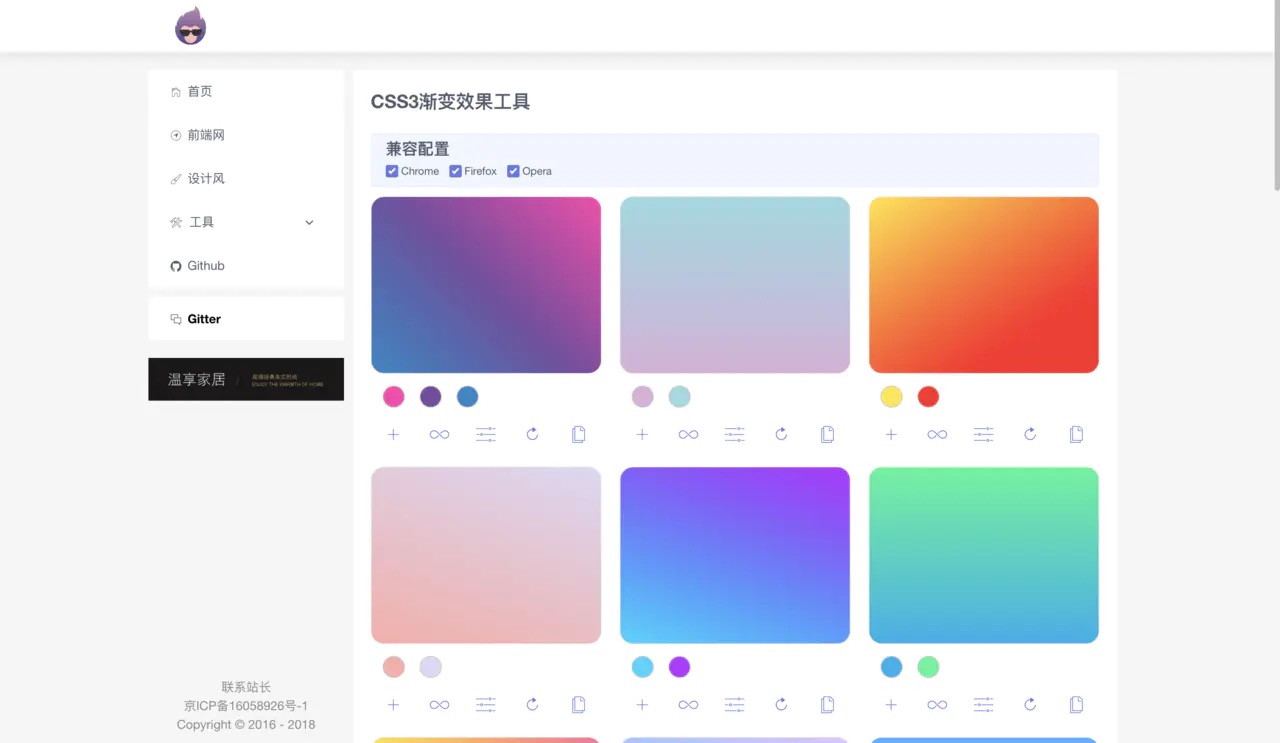 首页
前端网
设计风
工具
Github
Gitter
温享家居
ENJOY THE WARMTH OF HOME
联系站长
京ICP备16058926号-1
Copyright © 2016 - 2018
CSS3渐变效果工具
兼容配置
Chrome Firefox Opera